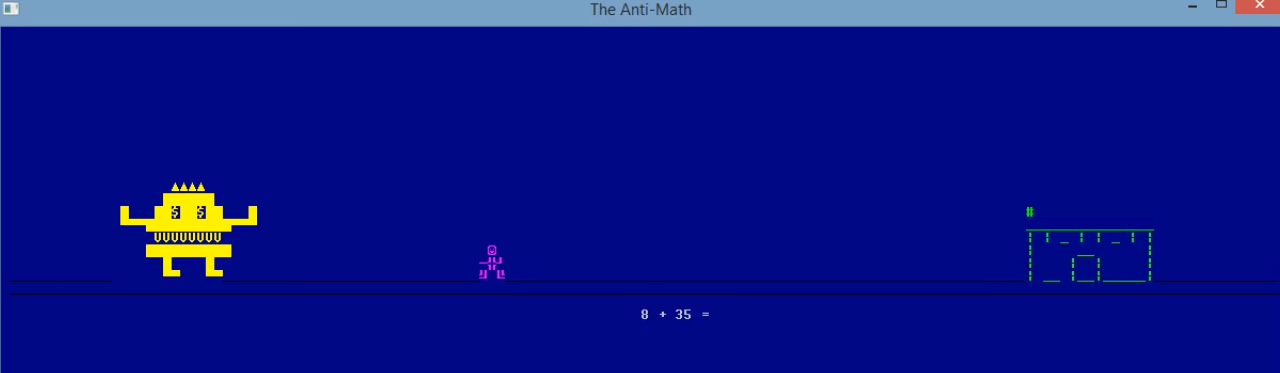 The Anti-Math
8 + 35 =